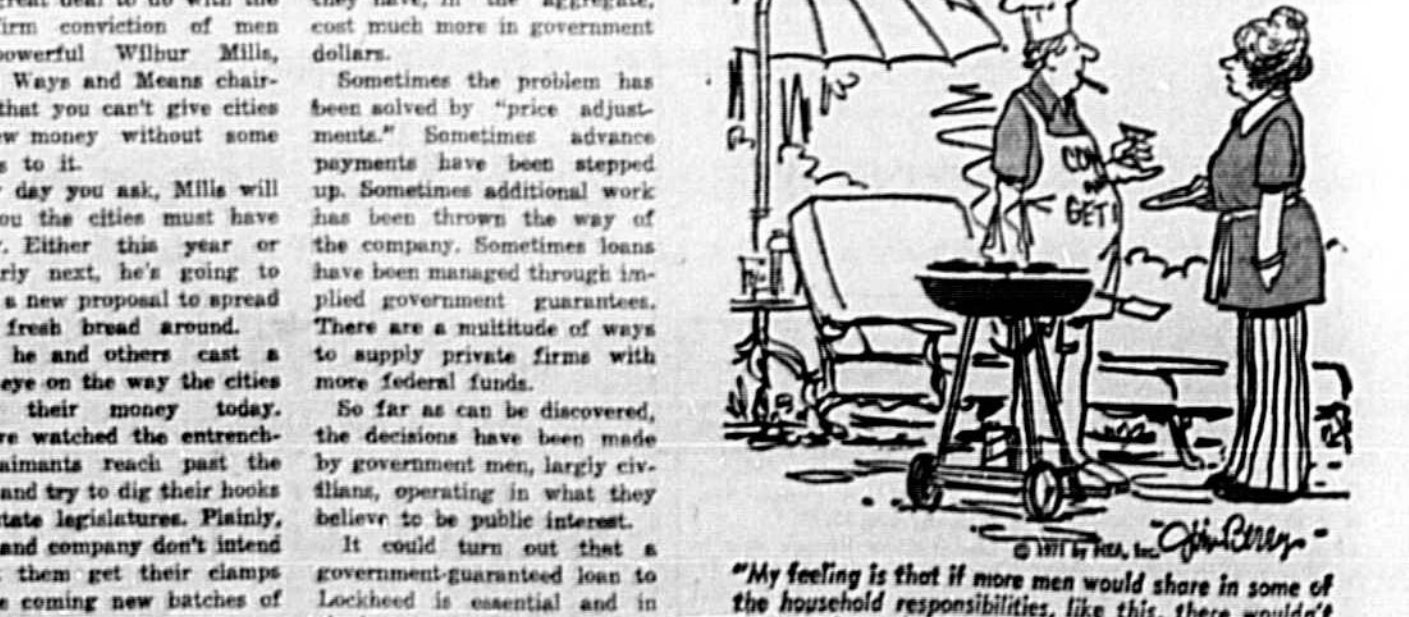 great deal to do with the
firm conviction of men
powerful Wilbur Mills,
Ways and Means chair-
that you can't give cities
ew money without some
s to it.
day you ask, Mills will
ou the cities must have
. Either this year or
rly next, he's going to
a new proposal to spread
fresh bread around.
he and others cast a
eye on the way the cities
their money today.
re watched the entrench-
aimants reach past the
and try to dig their hooks
tate legislatures. Plainly,
and company don't intend
them get their clamps
e coming new batches of
they have, in the aggregate,
cost much more in government
dollars.
Sometimes the problem has
been solved by "price adjust-
ments." Sometimes advance
payments have been stepped
up. Sometimes additional work
has been thrown the way of
the company. Sometimes loans
have been managed through im-
plied government guarantees.
There are a multitude of ways
to supply private firms with
more federal funds.
So far as can be discovered,
the decisions have been made
by government men, largely civ-
ilians, operating in what they
believe to be public interest.
It could turn out that a
government-guaranteed loan to
Lockheed is essential and in
COM
GET!
© 1971 by NEA, Inc.
"My feeling is that if more men would share in some of
the household responsibilities, like this, there wouldn't